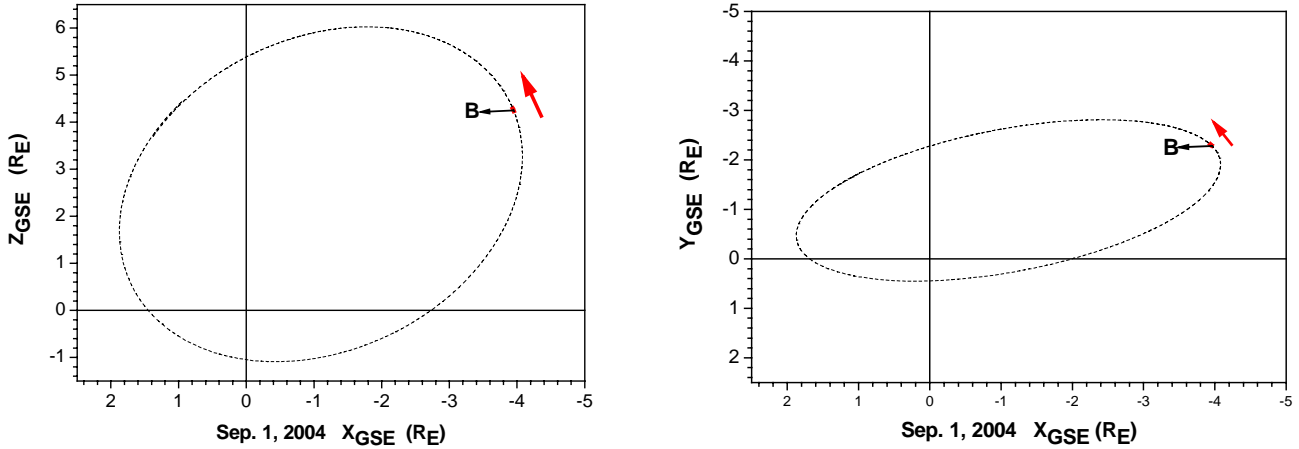 6
5
4
3
2
1
0
-1
Z_GSE (R_E)
B
2 1 0 -1 -2 -3 -4 -5
Sep. 1, 2004 X_GSE (R_E)
-5
-4
-3
-2
-1
0
1
2
Y_GSE (R_E)
B
2 1 0 -1 -2 -3 -4 -5
Sep. 1, 2004 X_GSE (R_E)